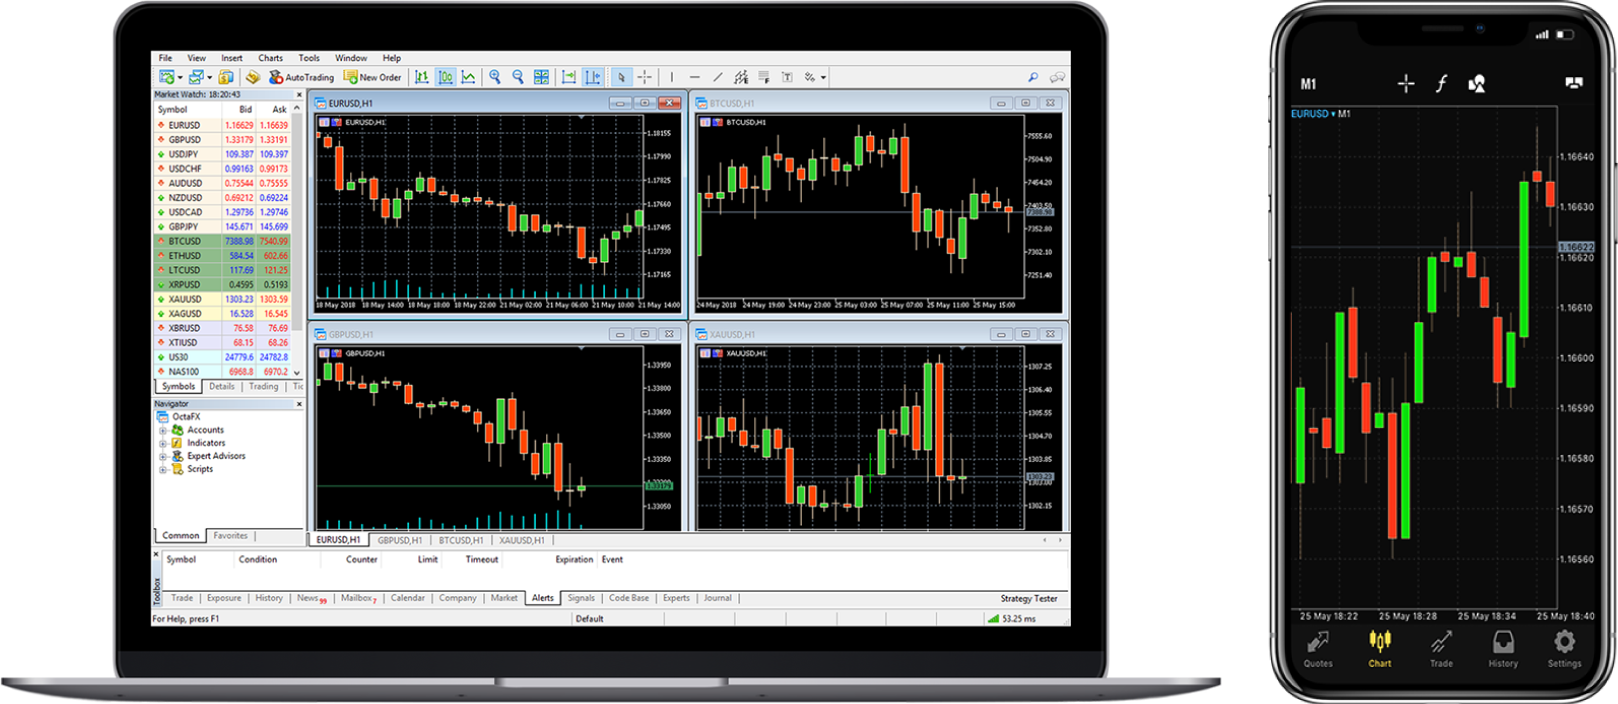 File View Insert Charts Tools Window Help
AutoTrading New Order
Market Watch: 18:20:43
Symbol Bid Ask
EURUSD 1.16629 1.16639
GBPUSD 1.33179 1.33191
USDJPY 109.387 109.397
USDCHF 0.99163 0.99173
AUDUSD 0.75544 0.75555
NZDUSD 0.69212 0.69224
USDCAD 1.29736 1.29746
GBPJPY 145.671 145.699
BTCUSD 7388.98 7540.99
ETHUSD 584.54 602.66
LTCUSD 117.69 121.25
XRPUSD 0.4595 0.5193
XAUUSD 1303.23 1303.59
XAGUSD 16.528 16.545
XBRUSD 76.58 76.69
XTIUSD 68.15 68.26
US30 24779.6 24782.8
NAS100 6968.8 6970.2
Symbols Details Trading Tic
Navigator
OctaFX
Accounts
Indicators
Expert Advisors
Scripts
Common Favorites
EURUSD,H1
EURUSD,H1
1.18155
1.17990
1.17825
1.17660
1.17495
1.17330
1.17165
18 May 2018 18 May 14:00 18 May 18:00 18 May 22:00 21 May 02:00 21 May 06:00 21 May 10:00 21 May 14:00
BTCUSD,H1
BTCUSD,H1
7555.60
7504.90
7454.20
7403.50
7388.98
7352.80
7302.10
7251.40
24 May 2018 24 May 19:00 24 May 23:00 25 May 03:00 25 May 07:00 25 May 11:00 25 May 15:00
GBPUSD,H1
GBPUSD,H1
1.33950
1.33800
1.33650
1.33500
1.33350
1.33179
1.33050
XAUUSD,H1
XAUUSD,H1
1307.25
1306.40
1305.55
1304.70
1303.85
1303.23
1303.00
1302.15
EURUSD,H1 GBPUSD,H1 BTCUSD,H1 XAUUSD,H1
Symbol Condition Counter Limit Timeout Expiration Event
Toolbox
Trade Exposure History News 99 Mailbox 7 Calendar Company Market Alerts Signals Code Base Experts Journal Strategy Tester
For Help, press F1 Default 53.25 ms
M1
EURUSD M1
1.16640
1.16630
1.16622
1.16620
1.16610
1.16600
1.16590
1.16580
1.16570
1.16560
25 May 18:22 25 May 18:28 25 May 18:34 25 May 18:40
Quotes Chart Trade History Settings